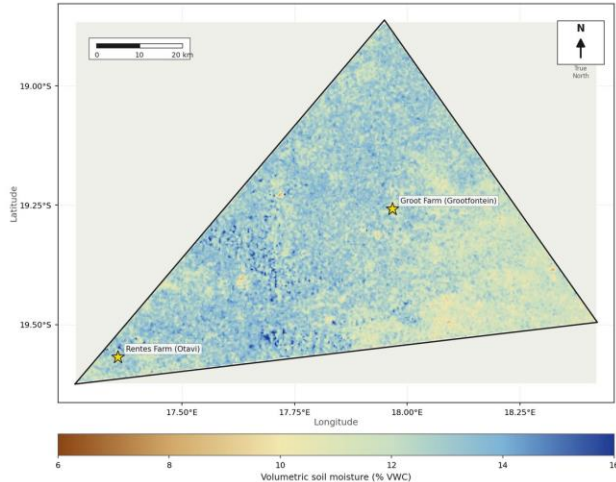 N
True
North
0 10 20 km
19.00°S
19.25°S
19.50°S
Latitude
Groot Farm (Grootfontein)
Rentes Farm (Otavi)
17.50°E 17.75°E 18.00°E 18.25°E
Longitude
6 8 10 12 14 16
Volumetric soil moisture (% VWC)